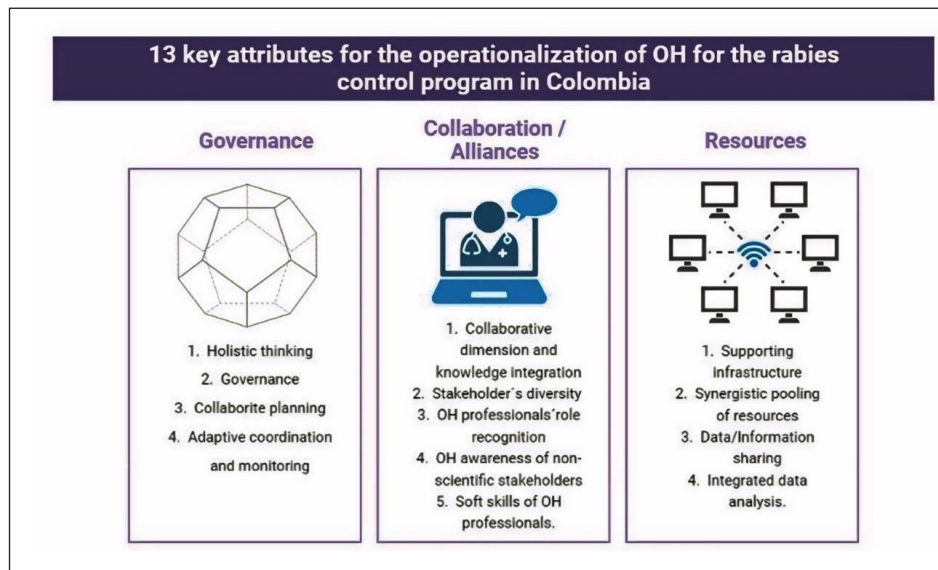 13 key attributes for the operationalization of OH for the rabies
control program in Colombia
Governance
1. Holistic thinking
2. Governance
3. Collaborite planning
4. Adaptive coordination
and monitoring
Collaboration /
Alliances
1. Collaborative
dimension and
knowledge integration
2. Stakeholder´s diversity
3. OH professionals´role
recognition
4. OH awareness of non-
scientific stakeholders
5. Soft skills of OH
professionals.
Resources
1. Supporting
infrastructure
2. Synergistic pooling
of resources
3. Data/Information
sharing
4. Integrated data
analysis.